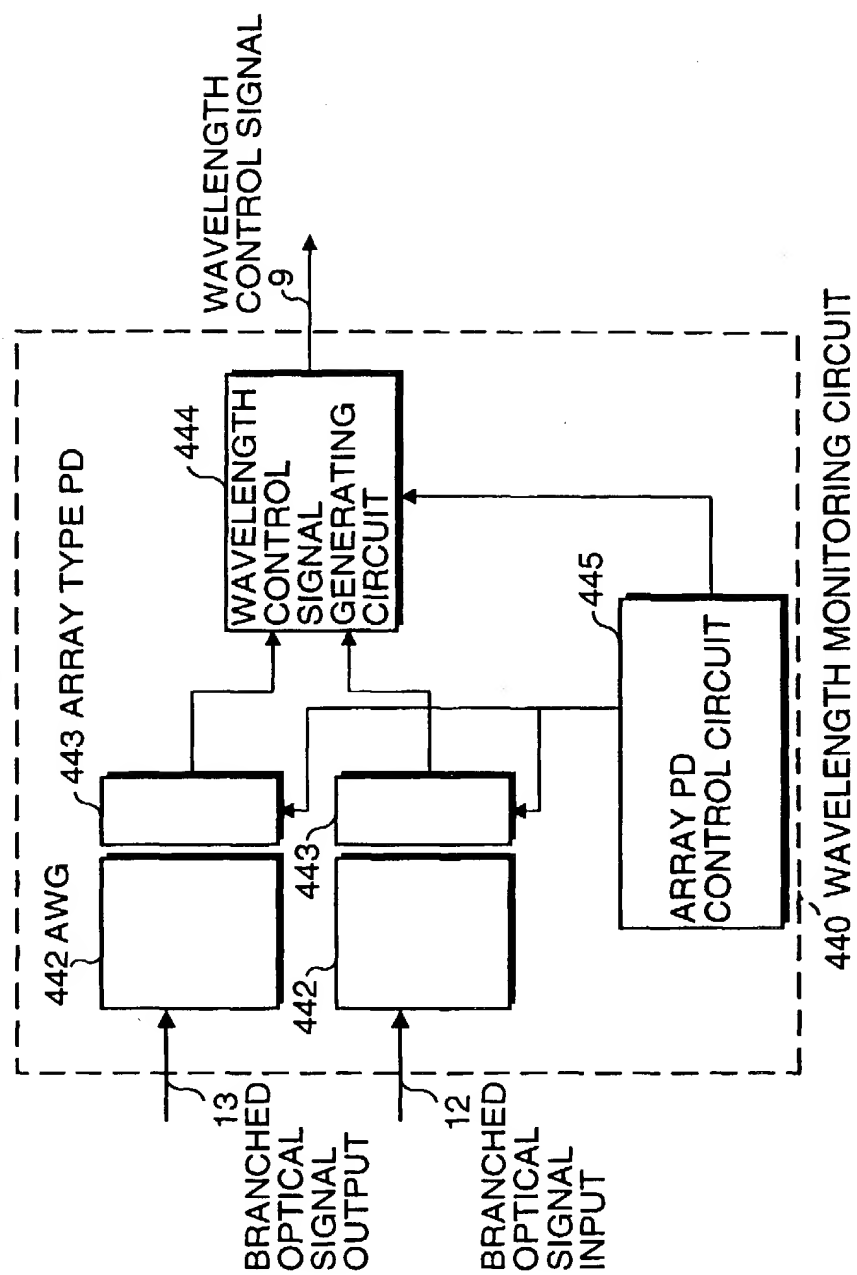 WAVELENGTH
CONTROL SIGNAL
9
443 ARRAY TYPE PD
444
442 AWG
WAVELENGTH
CONTROL
SIGNAL
GENERATING
CIRCUIT
13
BRANCHED
OPTICAL
SIGNAL
OUTPUT
443
442
445
12
BRANCHED
OPTICAL
SIGNAL
INPUT
ARRAY PD
CONTROL CIRCUIT
440 WAVELENGTH MONITORING CIRCUIT